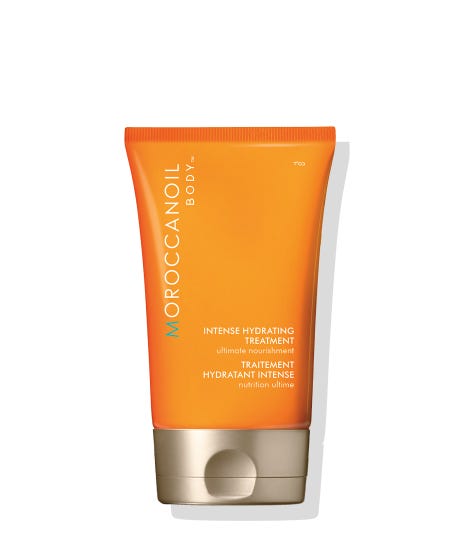 MOROCCANOIL
BODY™
INTENSE HYDRATING
TREATMENT
ultimate nourishment
TRAITEMENT
HYDRATANT INTENSE
nutrition ultime